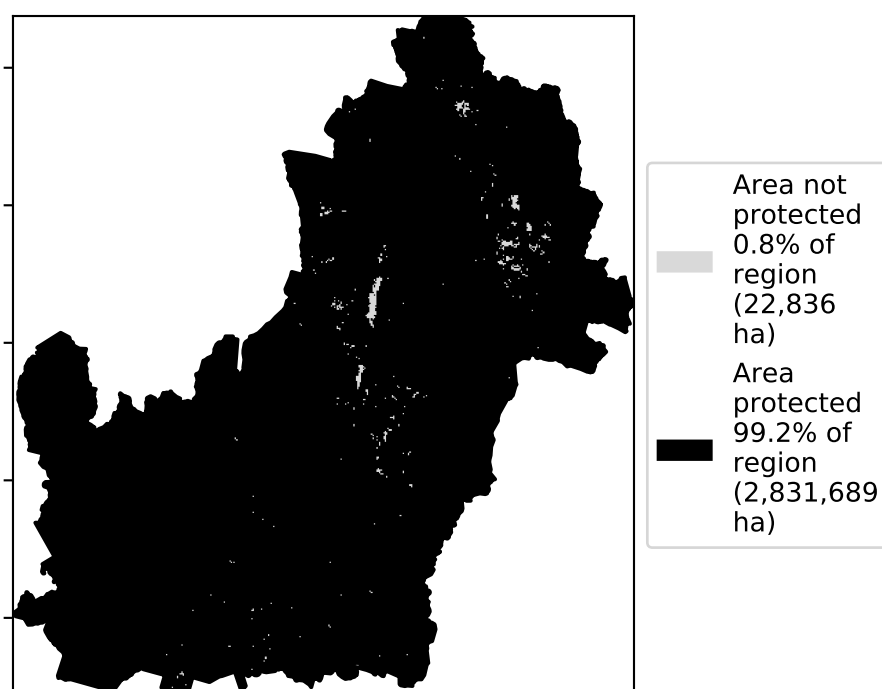 Area not
protected
0.8% of
region
(22,836
ha)
Area
protected
99.2% of
region
(2,831,689
ha)